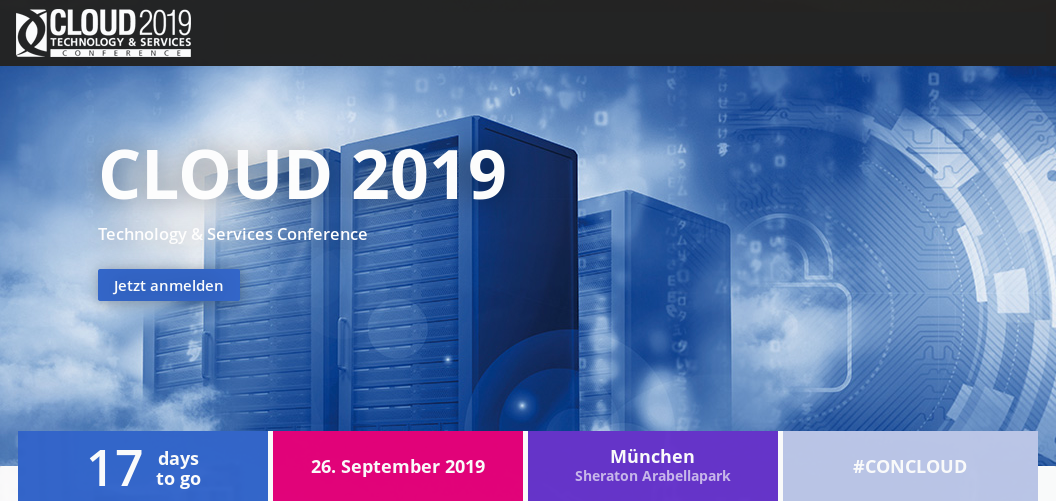 CLOUD 2019
TECHNOLOGY & SERVICES
CONFERENCE
CLOUD 2019
Technology & Services Conference
Jetzt anmelden
17 days to go
26. September 2019
München
Sheraton Arabellapark
#CONCLOUD